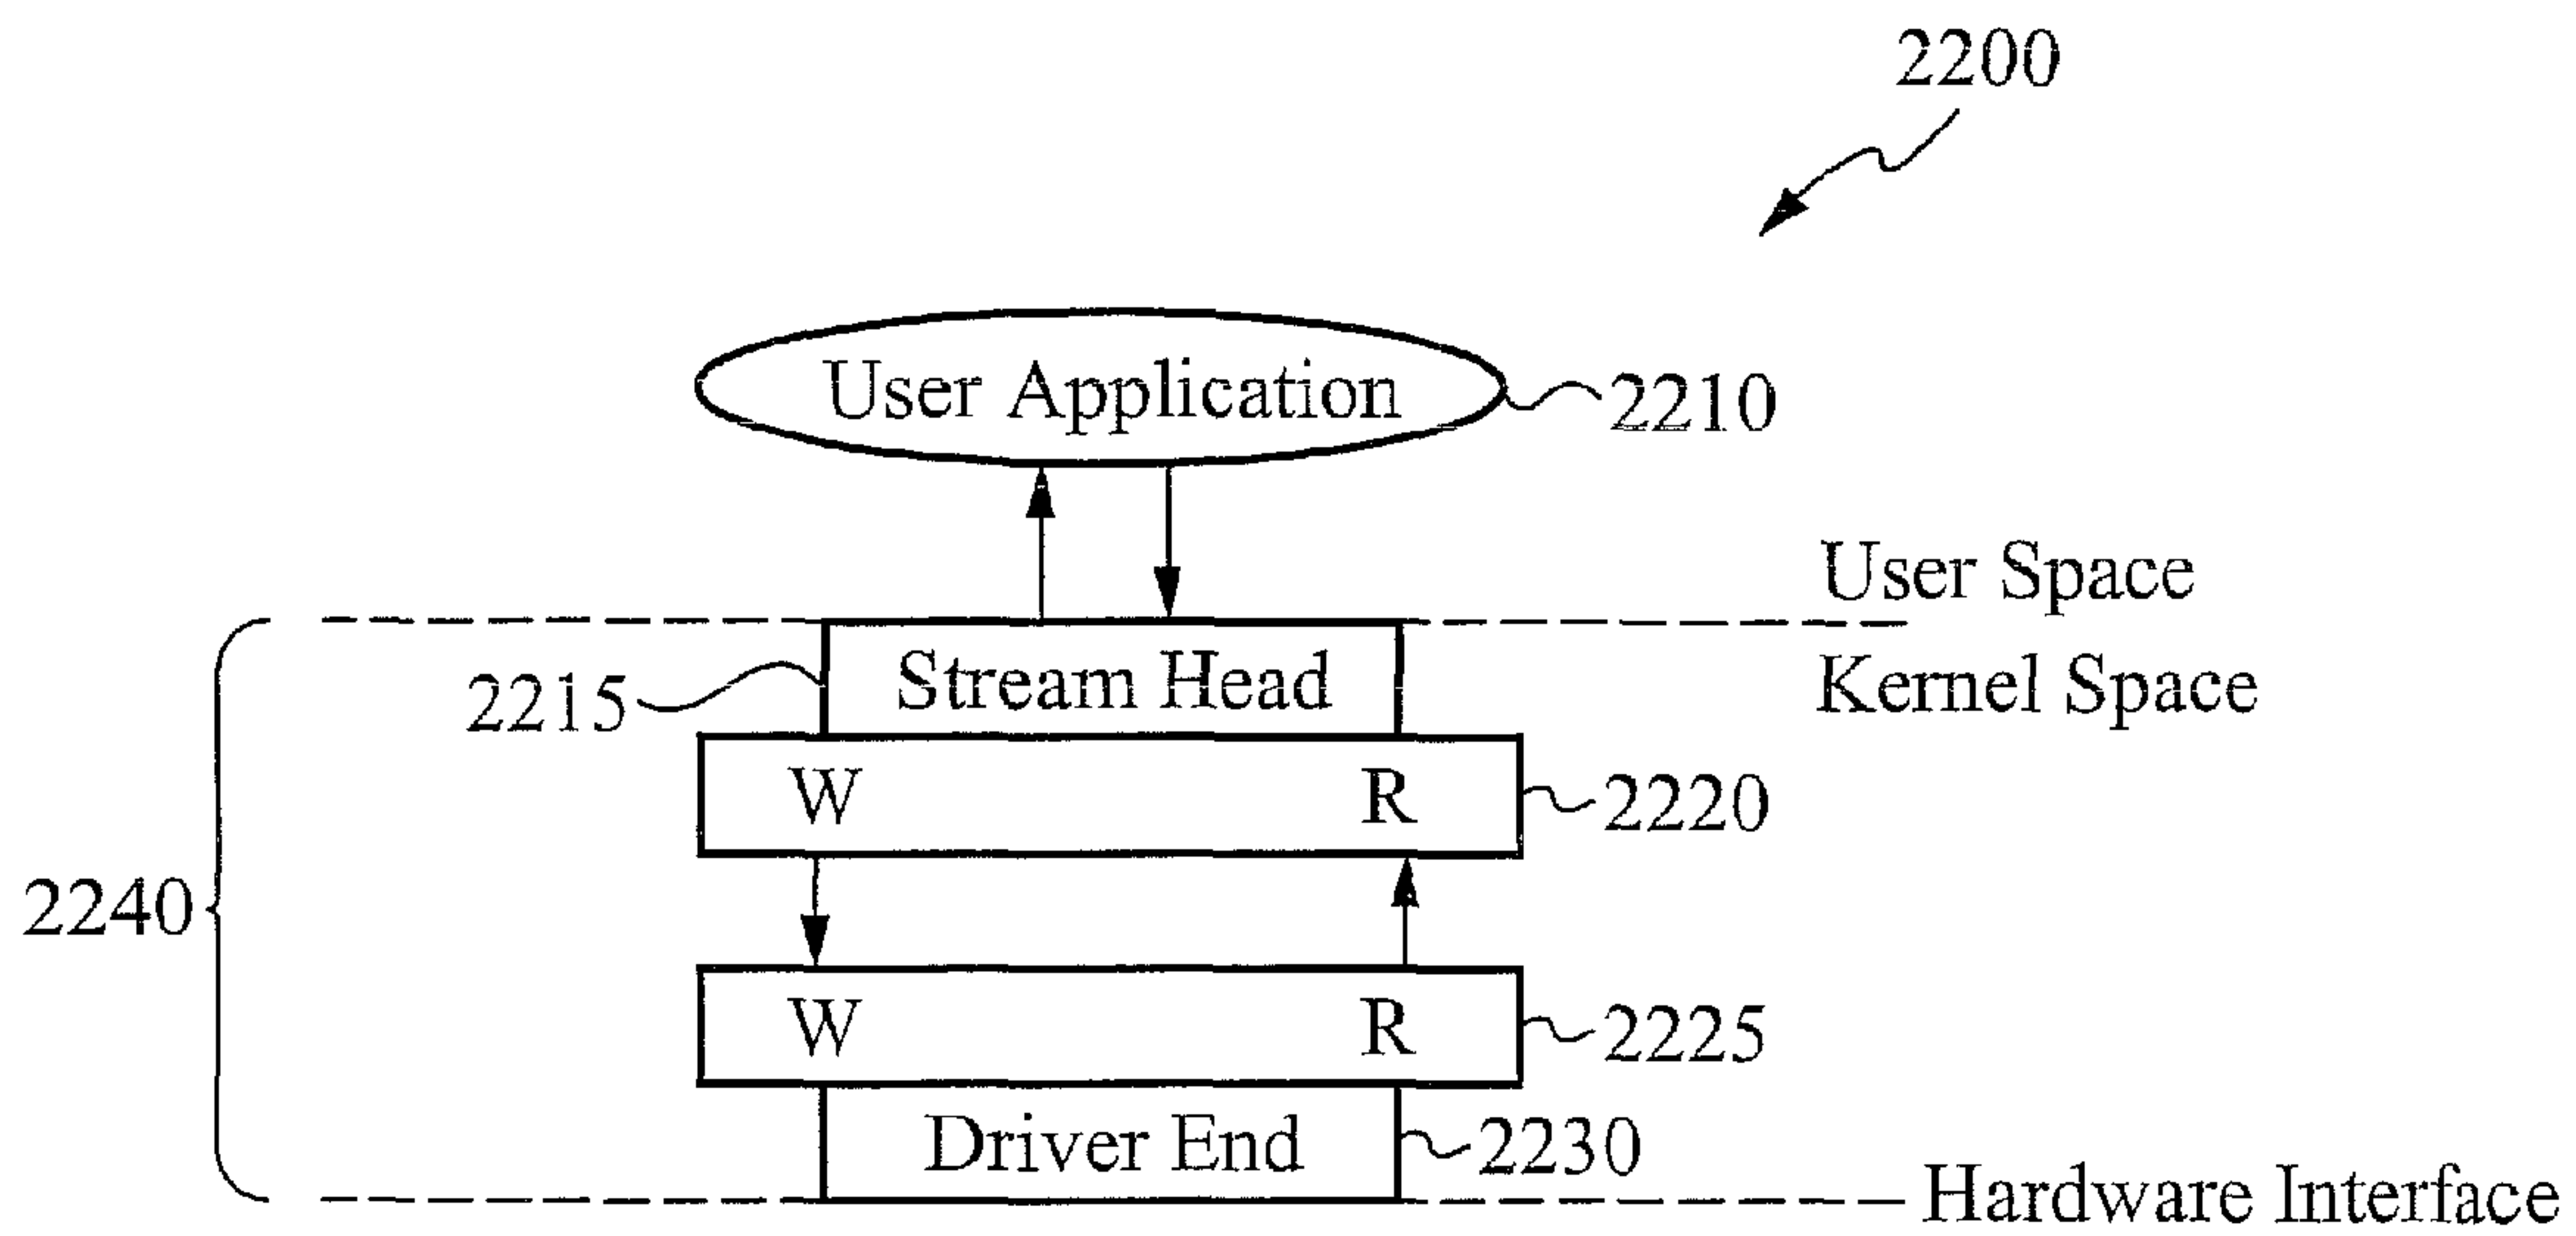 2200
User Application
2210
User Space
Stream Head
Kernel Space
2215
W R
2220
2240
W R
2225
Driver End
2230
Hardware Interface